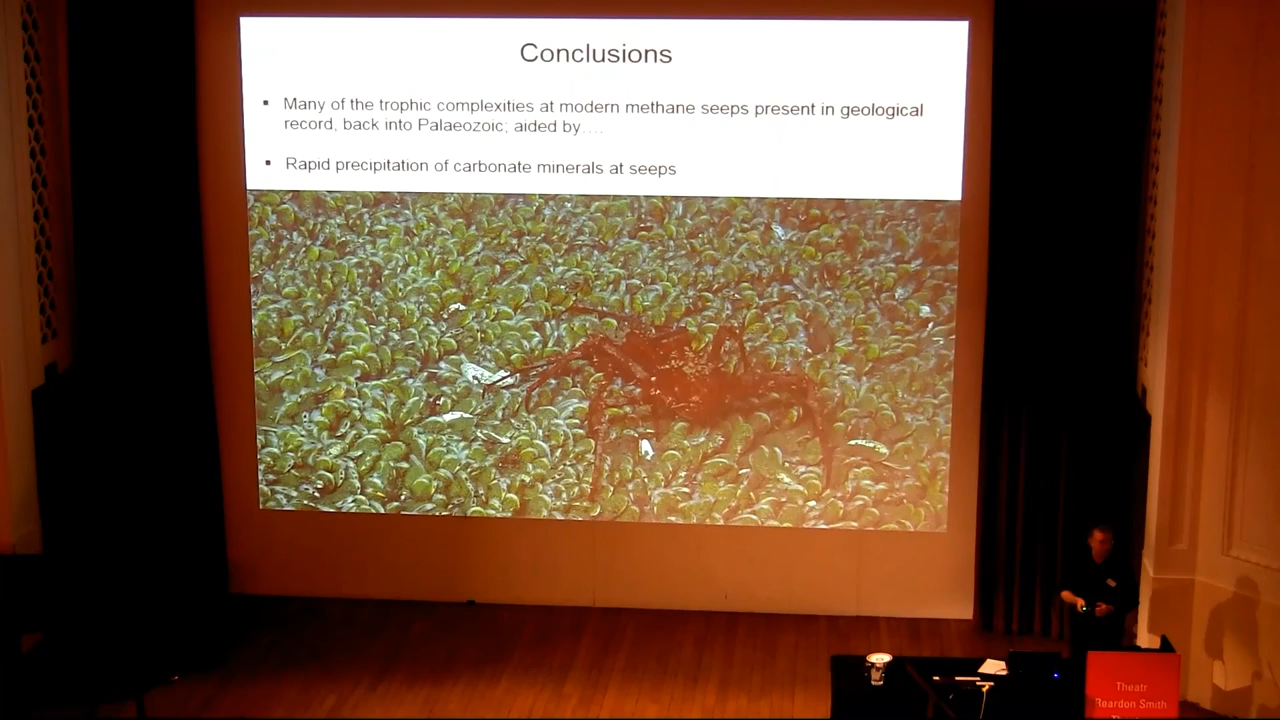 Conclusions
▪ Many of the trophic complexities at modern methane seeps present in geological
record, back into Palaeozoic; aided by....
▪ Rapid precipitation of carbonate minerals at seeps
Theatr
Reardon Smith